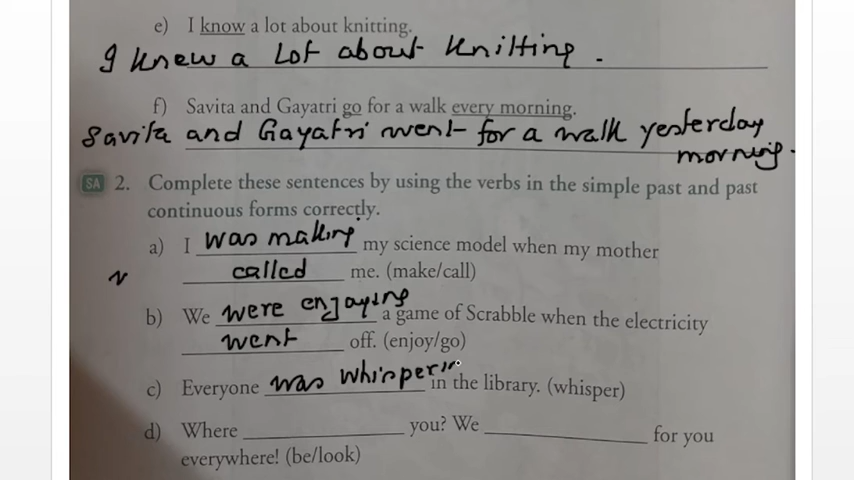 e) I know a lot about knitting.
I knew a lot about knitting.
f) Savita and Gayatri go for a walk every morning.
Savita and Gayatri went for a walk yesterday
morning.
SA 2. Complete these sentences by using the verbs in the simple past and past
continuous forms correctly.
a) I was making my science model when my mother
called me. (make/call)
b) We were enjoying a game of Scrabble when the electricity
went off. (enjoy/go)
c) Everyone was whisperin in the library. (whisper)
d) Where ____________ you? We ____________ for you
everywhere! (be/look)